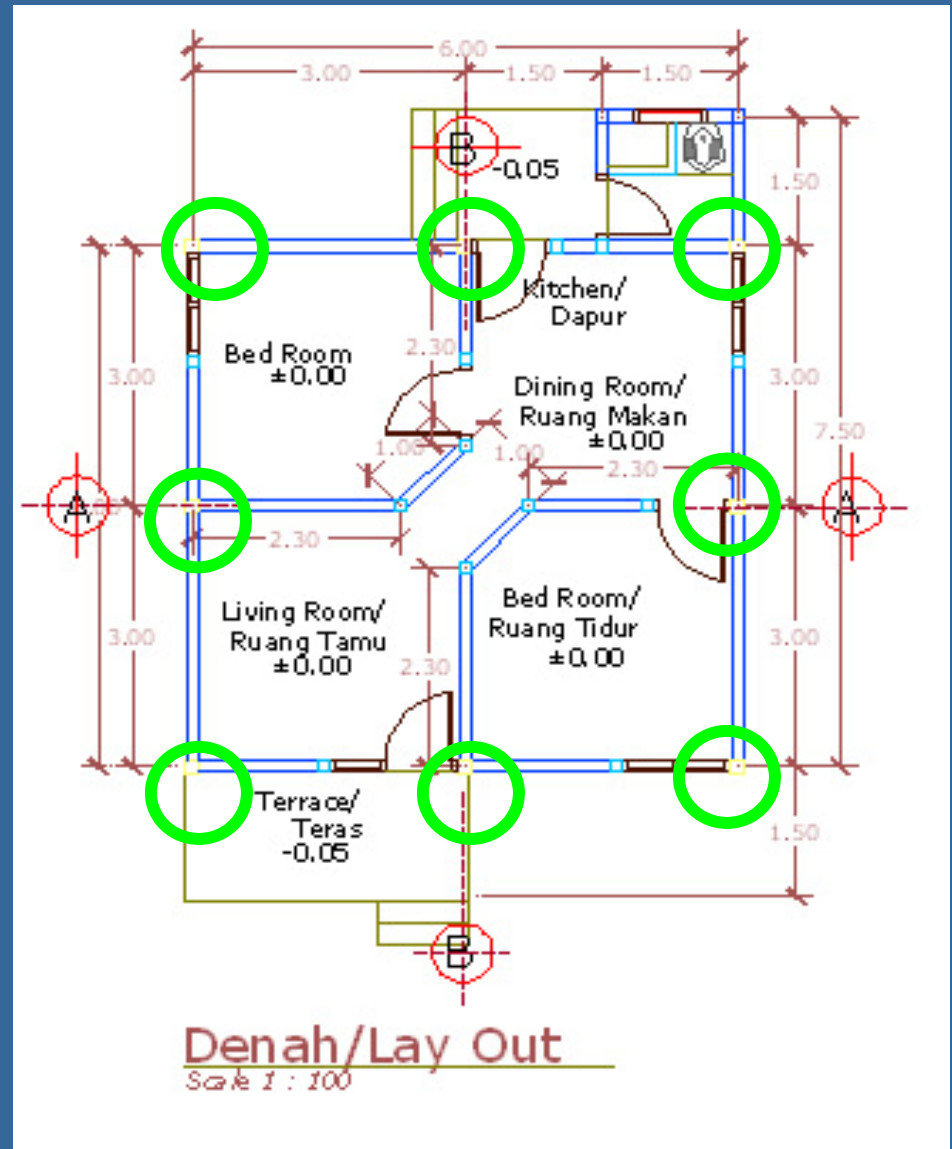 6.00
3.00
1.50
1.50
B
-0.05
1.50
Kitchen/
Dapur
Bed Room
±0.00
2.30
3.00
3.00
Dining Room/
Ruang Makan
±0.00
7.50
1.00
1.00
2.30
A
A
2.30
Living Room/
Ruang Tamu
±0.00
Bed Room/
Ruang Tidur
±0.00
3.00
2.30
3.00
Terrace/
Teras
-0.05
1.50
B
Denah/Lay Out
Scale 1 : 100